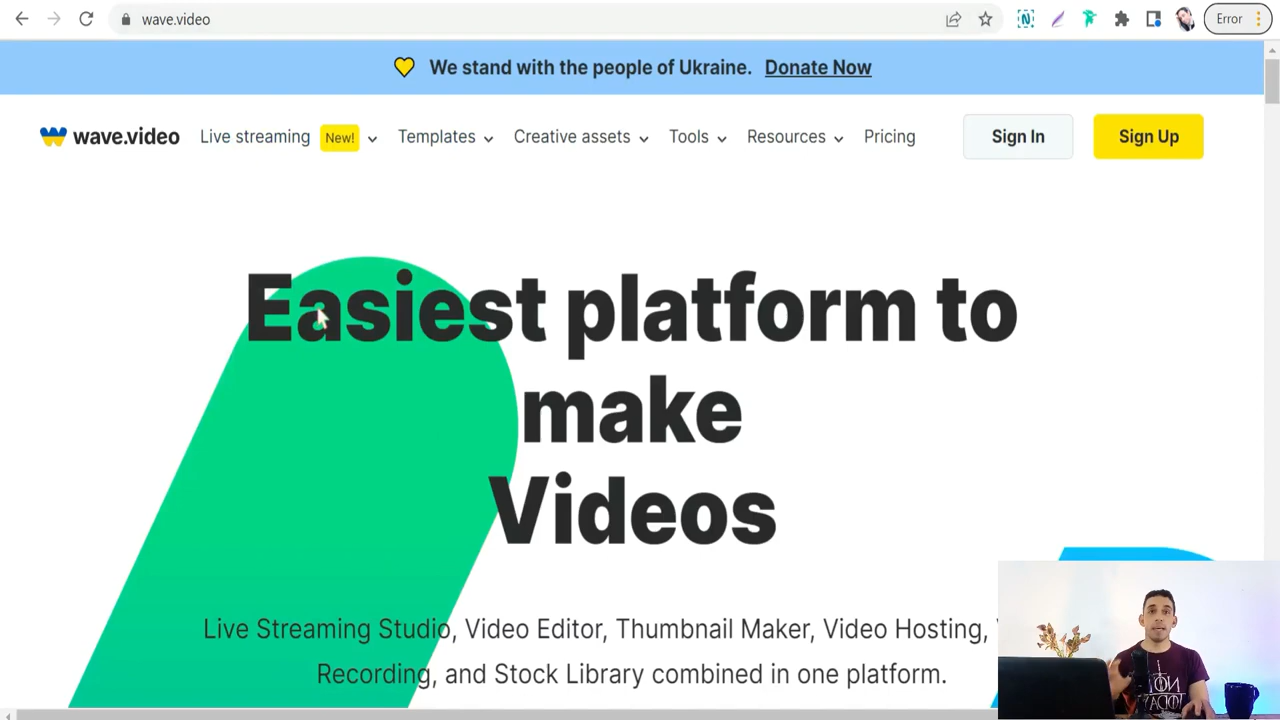 wave.video
Error
We stand with the people of Ukraine. Donate Now
wave.video Live streaming New! Templates Creative assets Tools Resources Pricing Sign In Sign Up
Easiest platform to
make
Videos
Live Streaming Studio, Video Editor, Thumbnail Maker, Video Hosting,
Recording, and Stock Library combined in one platform.